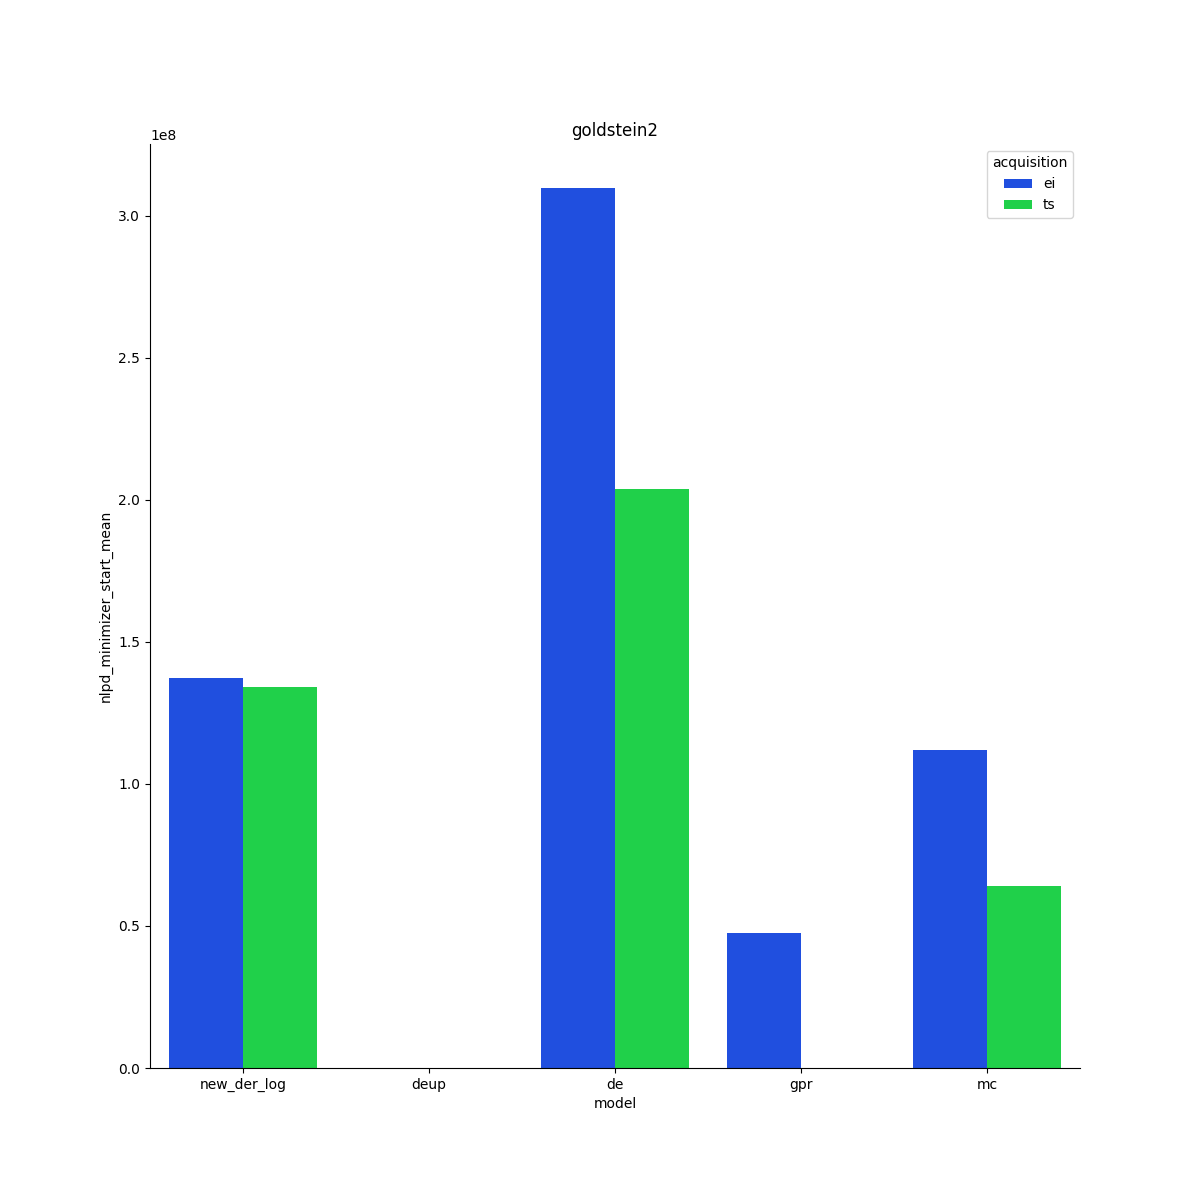 goldstein2
1e8
acquisition
ei
ts
3.0
2.5
2.0
1.5
1.0
0.5
0.0
nlpd_minimizer_start_mean
new_der_log deup de gpr mc
model